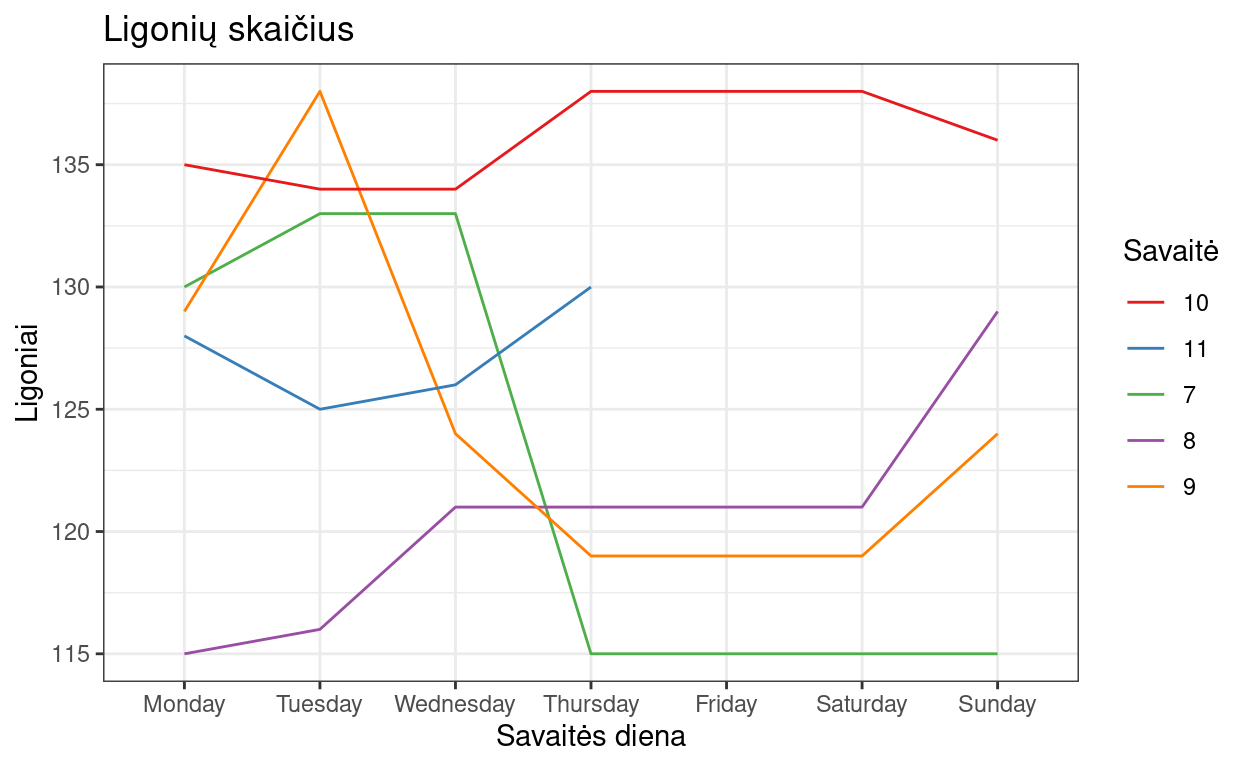 Ligonių skaičius
Ligoniai
135
130
125
120
115
Monday Tuesday Wednesday Thursday Friday Saturday Sunday
Savaitės diena
Savaitė
10
11
7
8
9